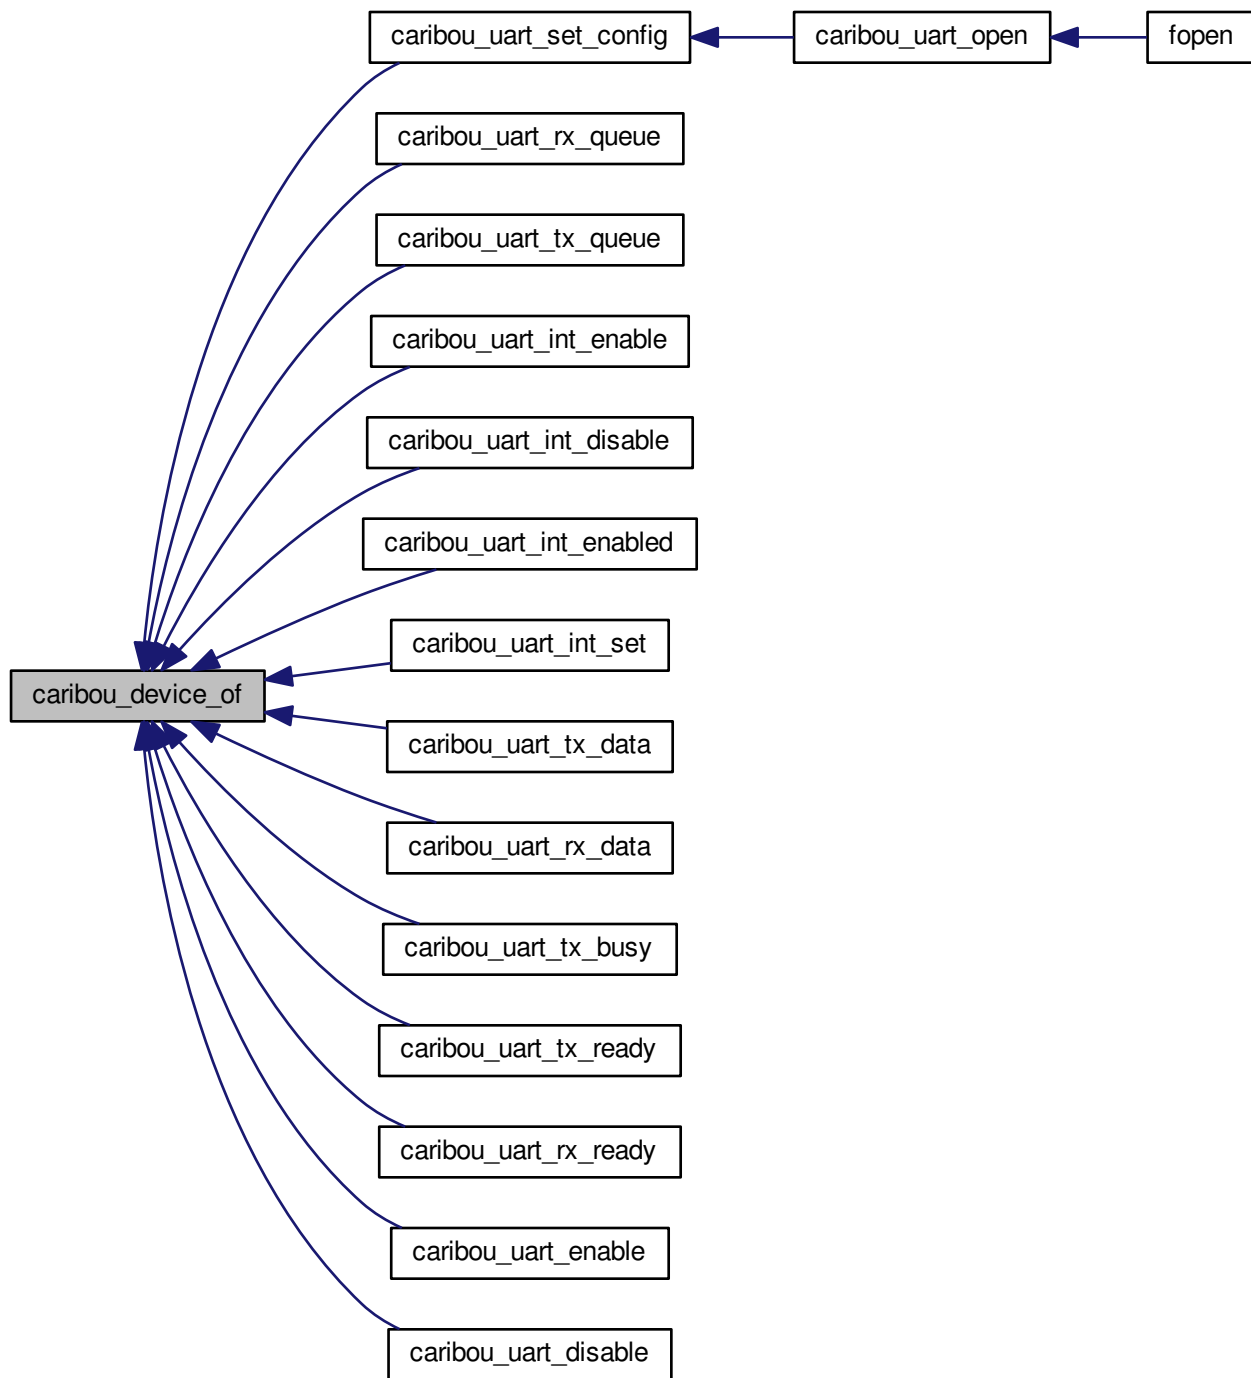 caribou_uart_set_config
caribou_uart_open
fopen
caribou_uart_rx_queue
caribou_uart_tx_queue
caribou_uart_int_enable
caribou_uart_int_disable
caribou_uart_int_enabled
caribou_uart_int_set
caribou_device_of
caribou_uart_tx_data
caribou_uart_rx_data
caribou_uart_tx_busy
caribou_uart_tx_ready
caribou_uart_rx_ready
caribou_uart_enable
caribou_uart_disable